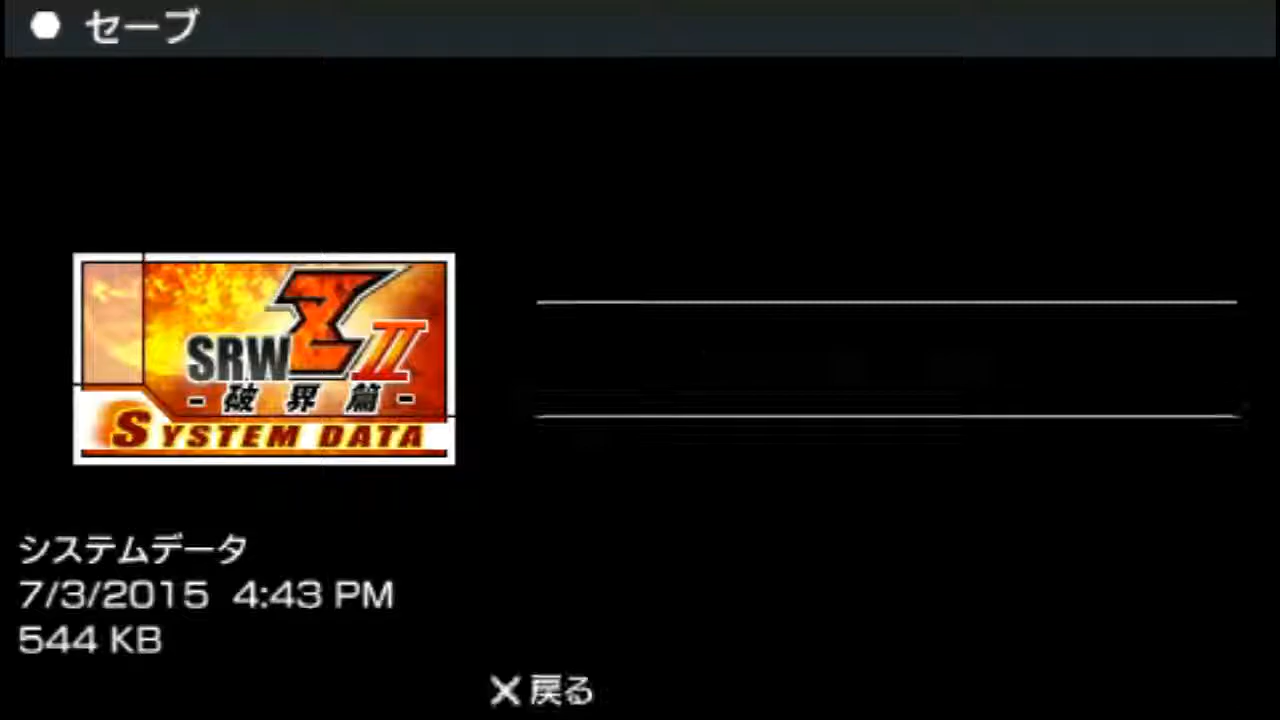 セーブ
SRW Z II
- 破界篇 -
SYSTEM DATA
システムデータ
7/3/2015 4:43 PM
544 KB
✕戻る